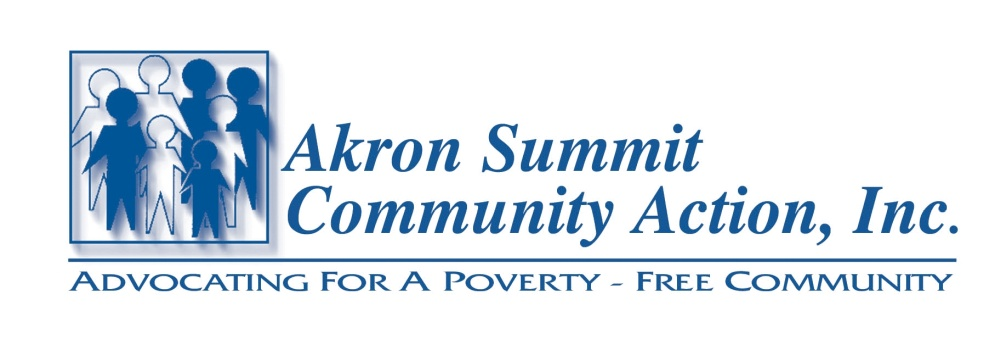 Akron Summit
Community Action, Inc.
ADVOCATING FOR A POVERTY - FREE COMMUNITY